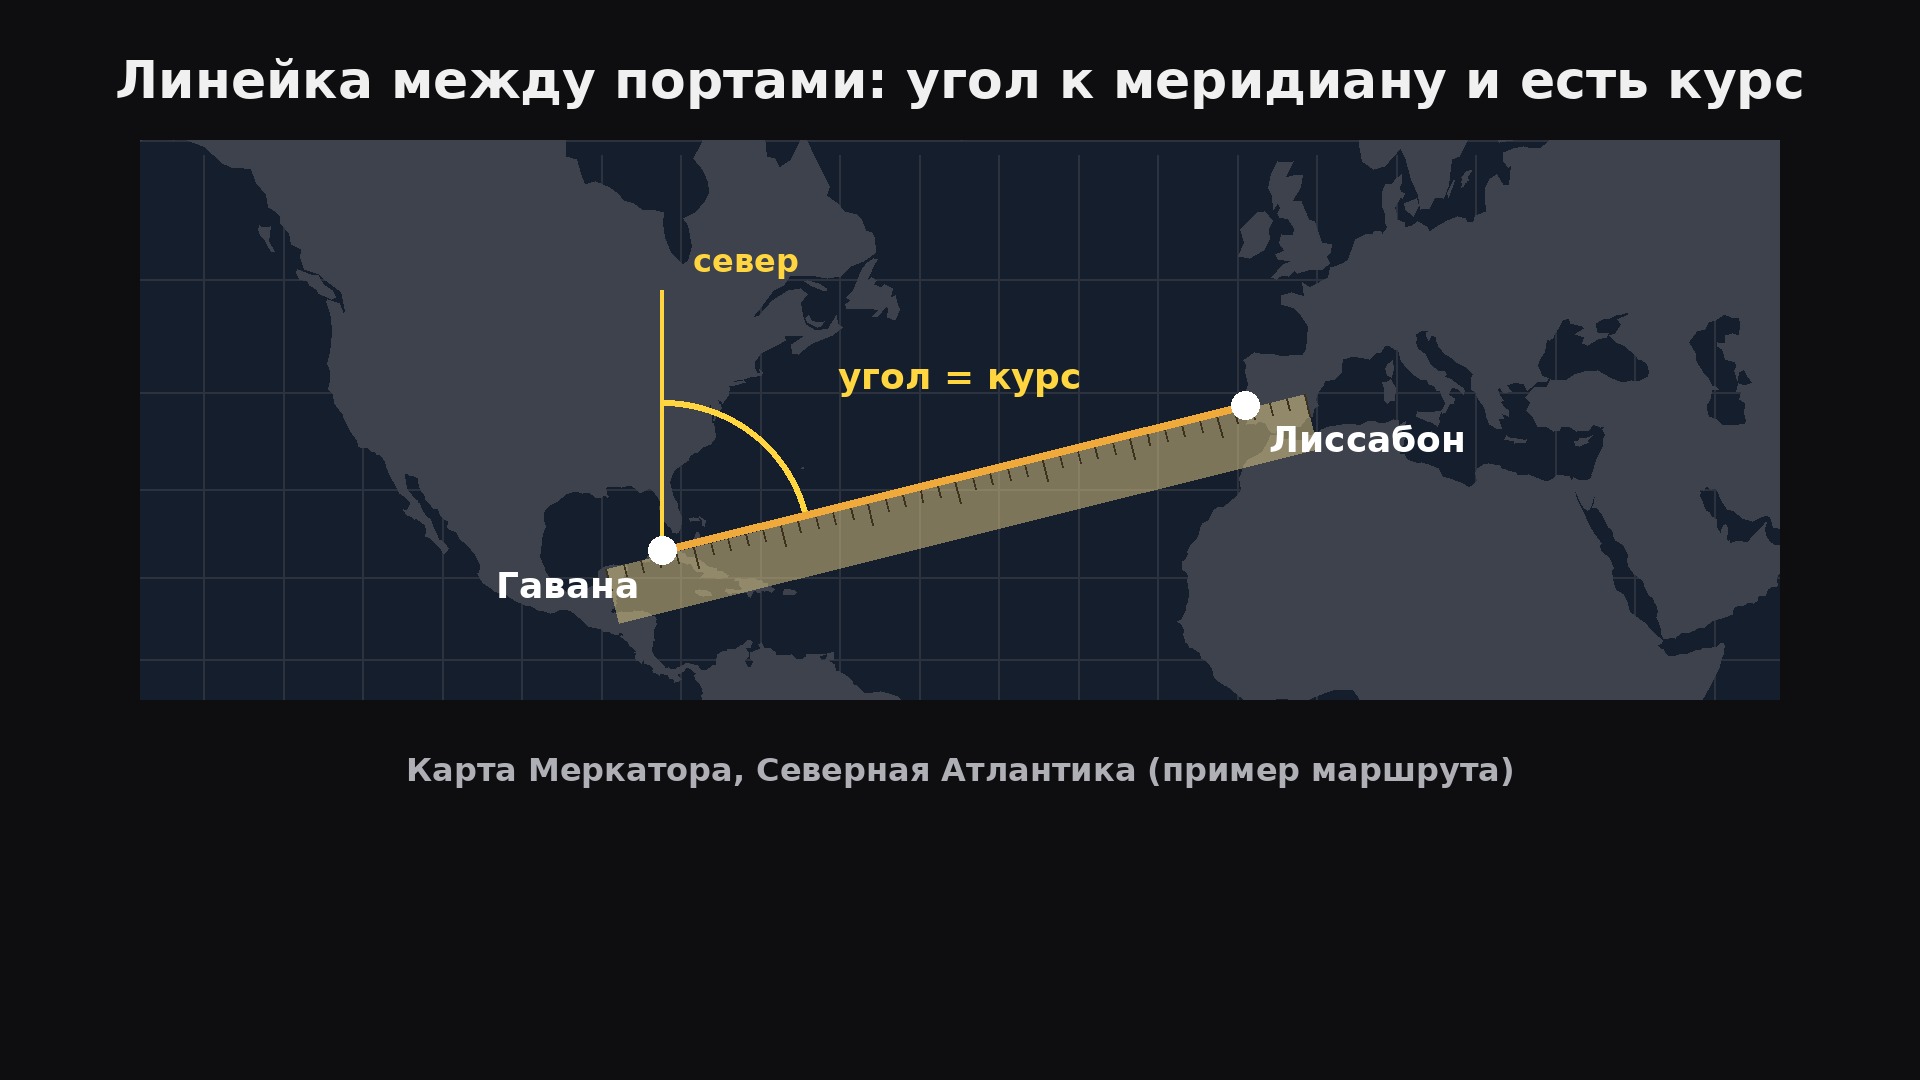 Линейка между портами: угол к меридиану и есть курс
север
угол = курс
Лиссабон
Гавана
Карта Меркатора, Северная Атлантика (пример маршрута)